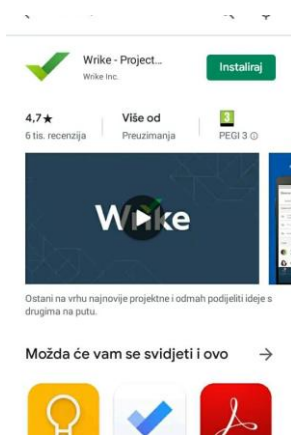 Wrike - Project...
Wrike Inc.
Instaliraj
4,7★
6 tis. recenzija
Više od
Preuzimanja
3
PEGI 3
Wrike
Ostani na vrhu najnovije projektne i odmah podijeliti ideje s
drugima na putu.
Možda će vam se svidjeti i ovo